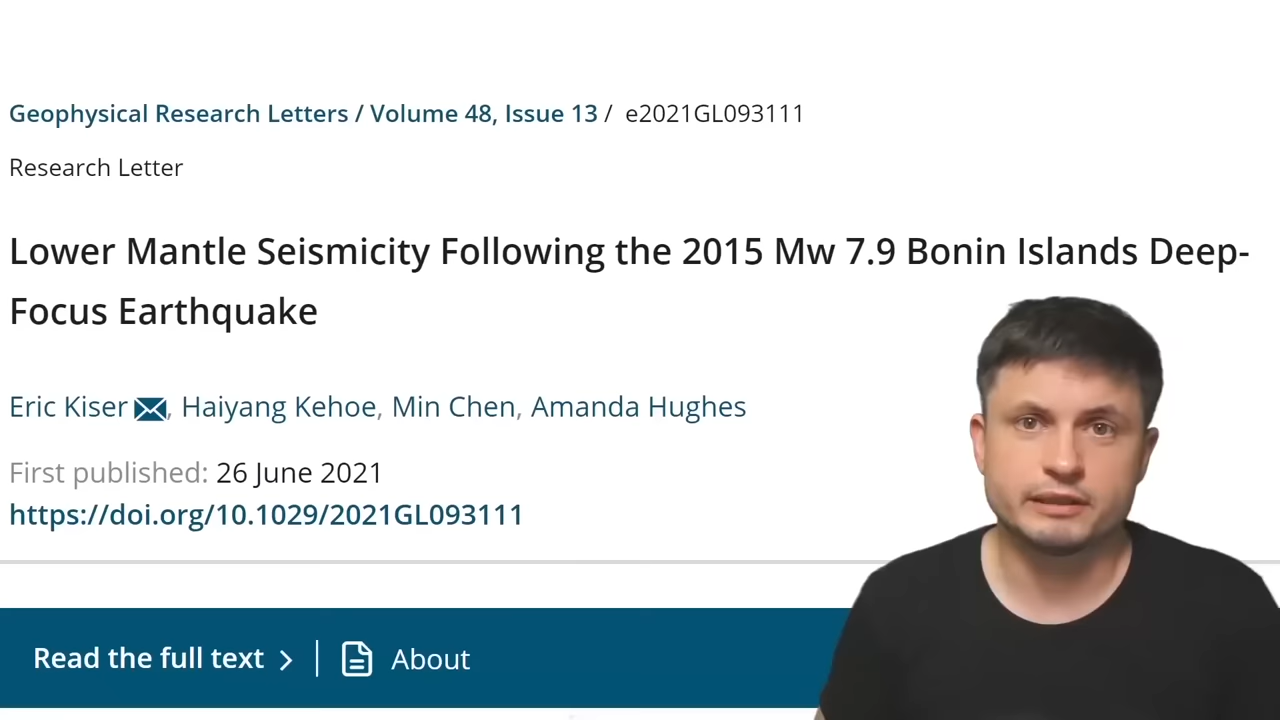 Geophysical Research Letters / Volume 48, Issue 13 / e2021GL093111
Research Letter
Lower Mantle Seismicity Following the 2015 Mw 7.9 Bonin Islands Deep-
Focus Earthquake
Eric Kiser, Haiyang Kehoe, Min Chen, Amanda Hughes
First published: 26 June 2021
https://doi.org/10.1029/2021GL093111
Read the full text > | About